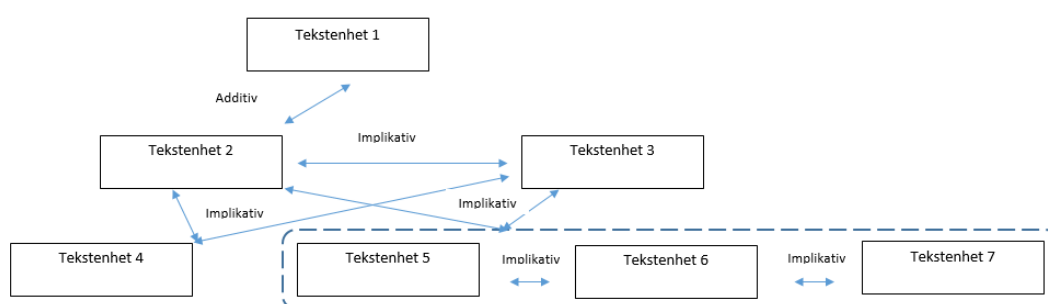 Tekstenhet 1
Additiv
Implikativ
Tekstenhet 2
Tekstenhet 3
Implikativ
Implikativ
Tekstenhet 4
Tekstenhet 5
Implikativ
Tekstenhet 6
Implikativ
Tekstenhet 7